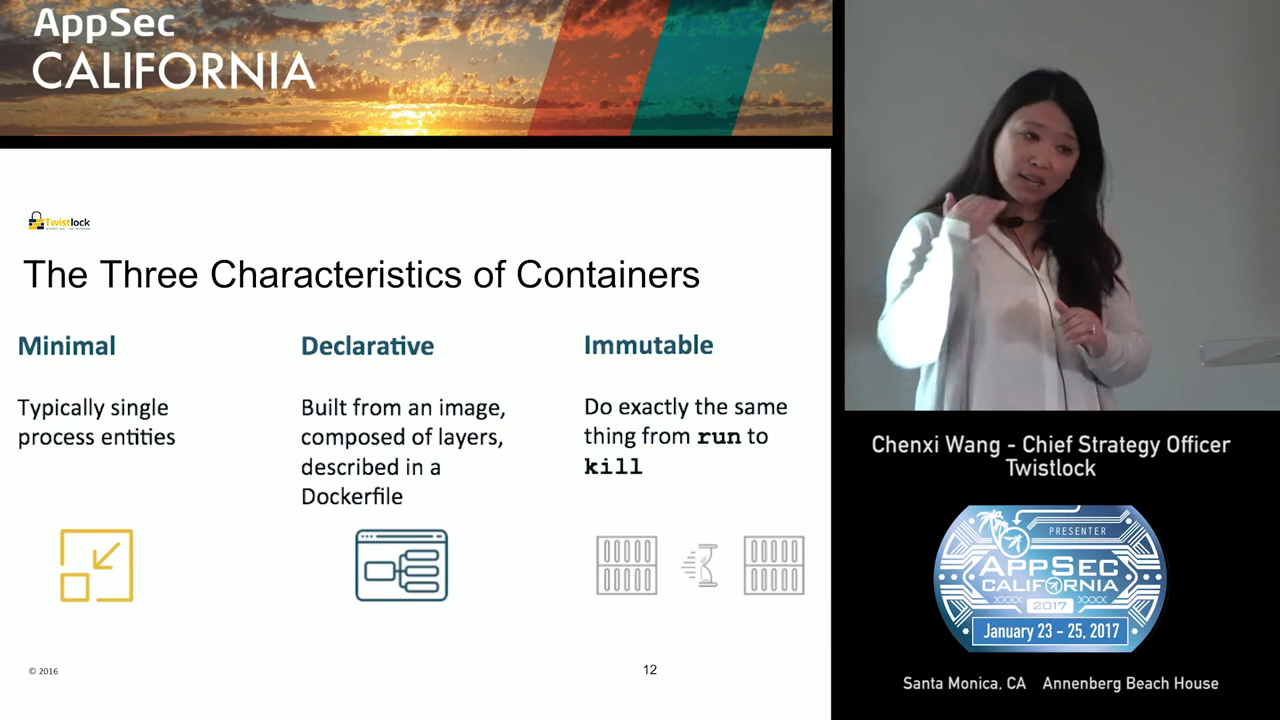 AppSec
CALIFORNIA
Twistlock
The Three Characteristics of Containers
Minimal
Typically single
process entities
Declarative
Built from an image,
composed of layers,
described in a
Dockerfile
Immutable
Do exactly the same
thing from run to
kill
© 2016
12
Chenxi Wang - Chief Strategy Officer
Twistlock
PRESENTER
APPSEC
CALIFORNIA
2017
January 23 - 25, 2017
Santa Monica, CA Annenberg Beach House